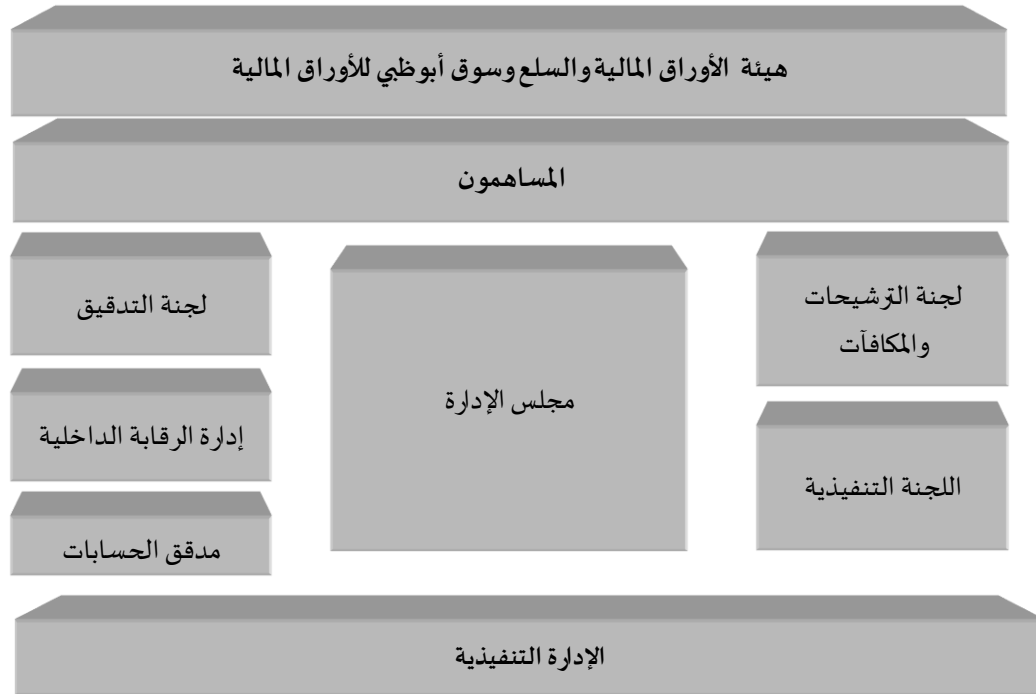 هيئة الأوراق المالية والسلع وسوق أبوظبي للأوراق المالية
المساهمون
لجنة الترشيحات
والمكافآت
اللجنة التنفيذية
مجلس الإدارة
لجنة التدقيق
إدارة الرقابة الداخلية
مدقق الحسابات
الإدارة التنفيذية